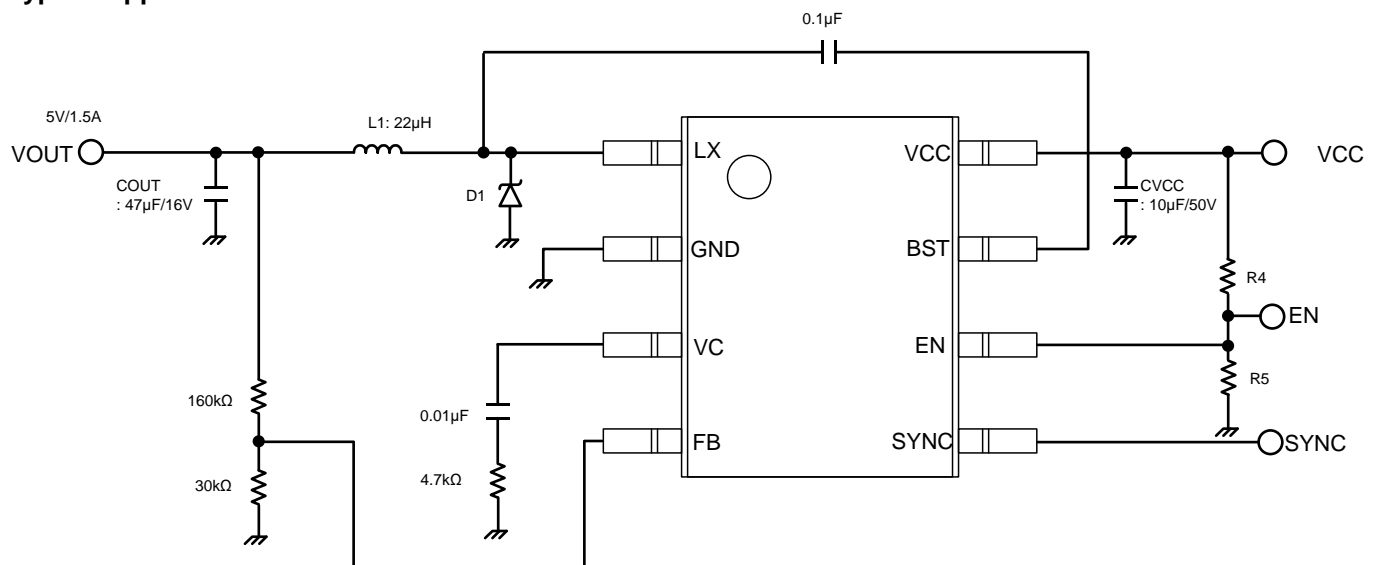 0.1µF
5V/1.5A
VOUT
L1: 22µH
COUT
: 47µF/16V
D1
LX
VCC
VCC
CVCC
: 10µF/50V
GND
BST
R4
EN
VC
EN
R5
160kΩ
0.01µF
FB
SYNC
SYNC
30kΩ
4.7kΩ